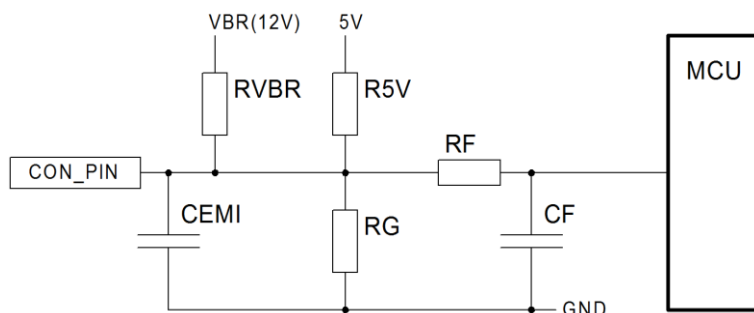 VBR(12V) 5V
MCU
RVBR R5V
RF
CON_PIN
CEMI
RG
CF
GND